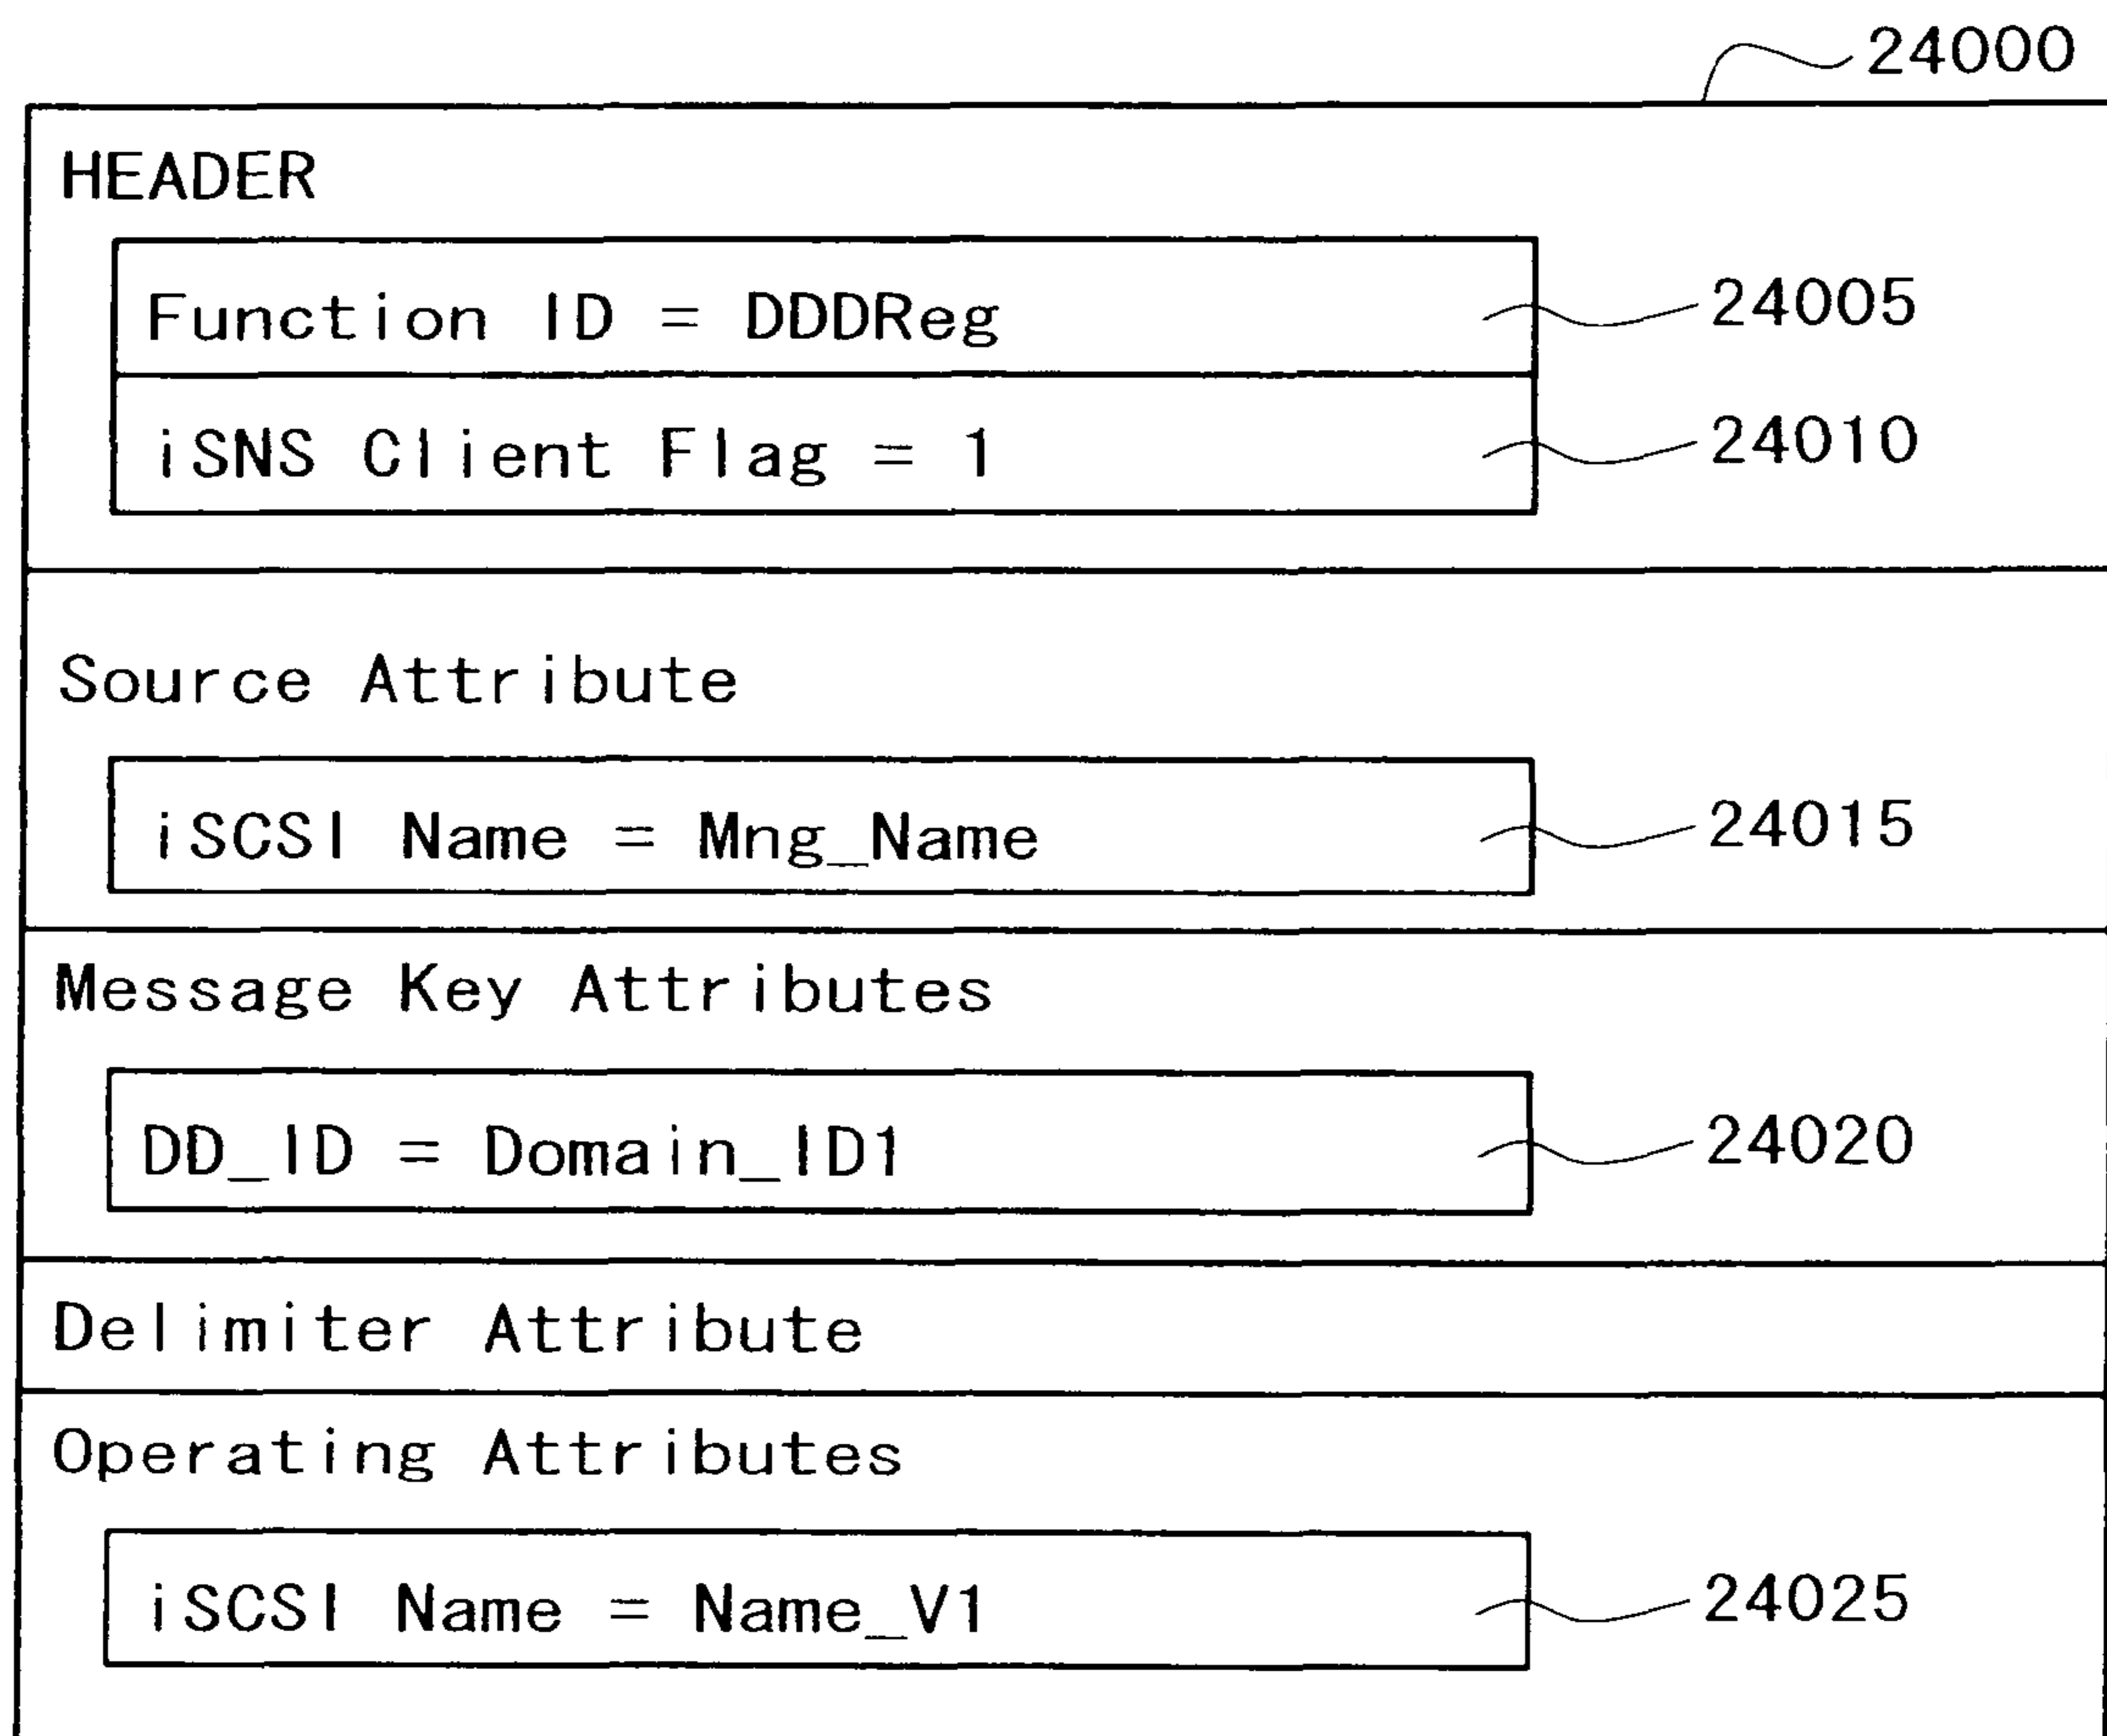 24000
HEADER
Function ID = DDDReg
24005
iSNS Client Flag = 1
24010
Source Attribute
iSCSI Name = Mng_Name
24015
Message Key Attributes
DD_ID = Domain_ID1
24020
Delimiter Attribute
Operating Attributes
iSCSI Name = Name_V1
24025